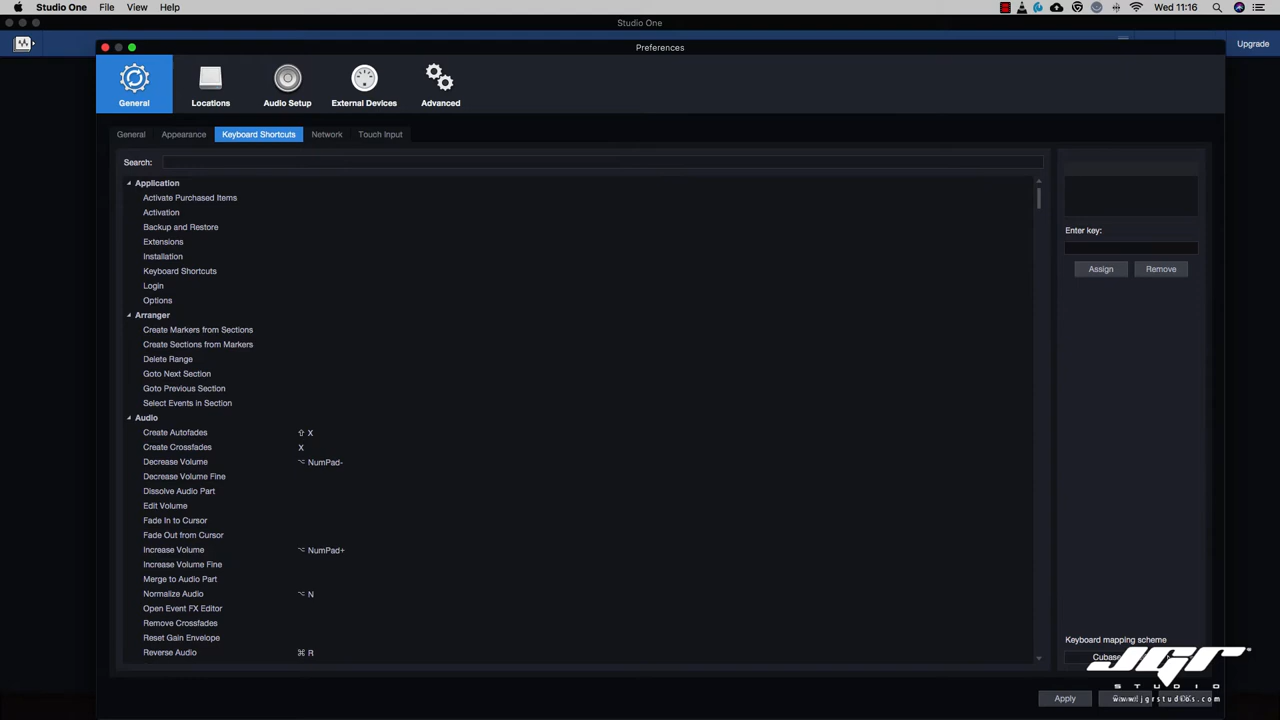 Studio One File View Help Wed 11:16
Studio One
Upgrade
Preferences
General Locations Audio Setup External Devices Advanced
General Appearance Keyboard Shortcuts Network Touch Input
Search:
Application
Activate Purchased Items
Activation
Backup and Restore
Extensions
Installation
Keyboard Shortcuts
Login
Options
Arranger
Create Markers from Sections
Create Sections from Markers
Delete Range
Goto Next Section
Goto Previous Section
Select Events in Section
Audio
Create Autofades ⇧ X
Create Crossfades X
Decrease Volume ⌥ NumPad-
Decrease Volume Fine
Dissolve Audio Part
Edit Volume
Fade In to Cursor
Fade Out from Cursor
Increase Volume ⌥ NumPad+
Increase Volume Fine
Merge to Audio Part
Normalize Audio ⌥ N
Open Event FX Editor
Remove Crossfades
Reset Gain Envelope
Reverse Audio ⌘ R
Enter key:
Assign Remove
Keyboard mapping scheme
Cubase
JGR
STUDIO
www.jgrstudios.com
Apply